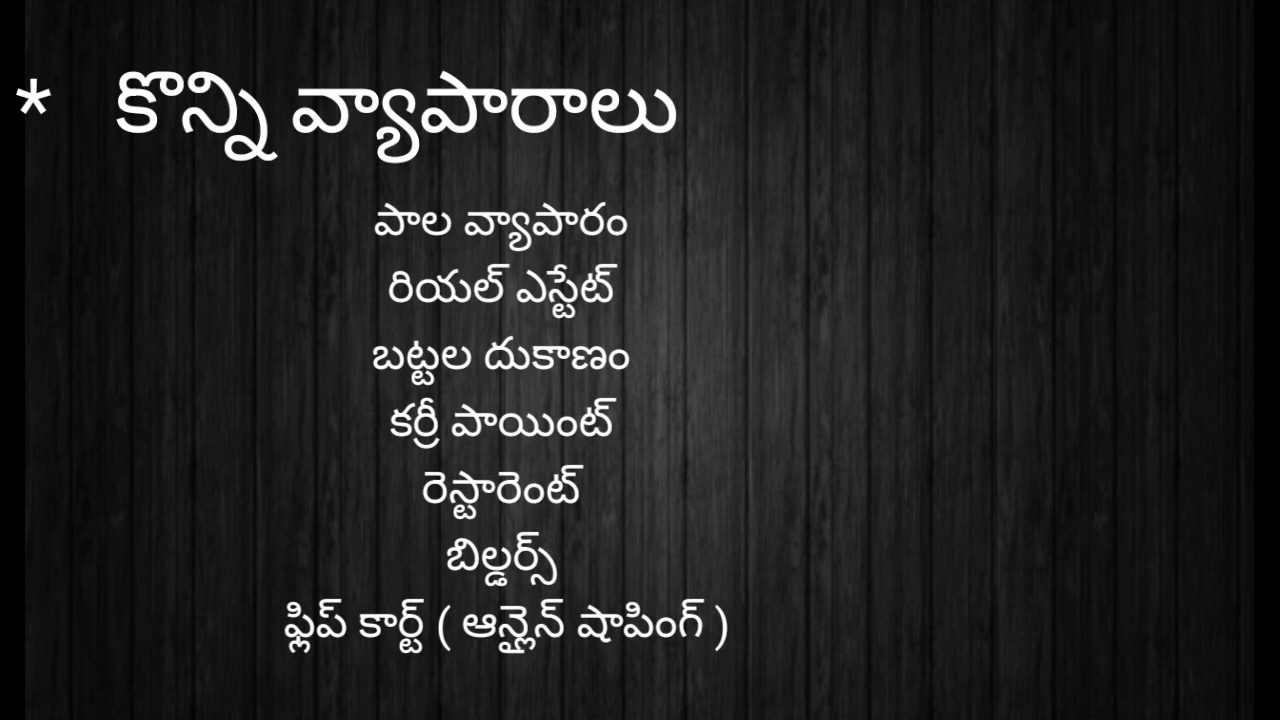 * కొన్ని వ్యాపారాలు
పాల వ్యాపారం
రియల్ ఎస్టేట్
బట్టల దుకాణం
కర్రీ పాయింట్
రెస్టారెంట్
బిల్డర్స్
ఫ్లిప్ కార్ట్ ( ఆన్లైన్ షాపింగ్ )